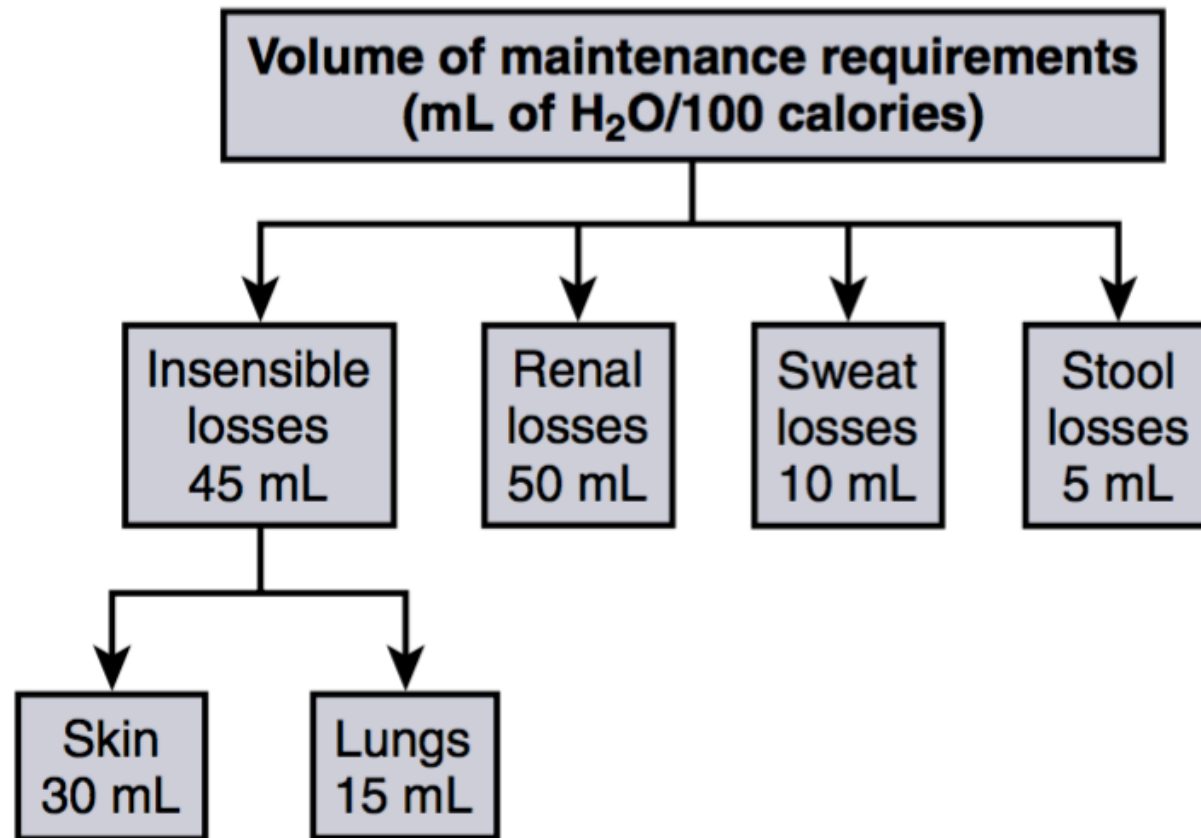 Volume of maintenance requirements
(mL of H₂O/100 calories)
Insensible
losses
45 mL
Renal
losses
50 mL
Sweat
losses
10 mL
Stool
losses
5 mL
Skin
30 mL
Lungs
15 mL